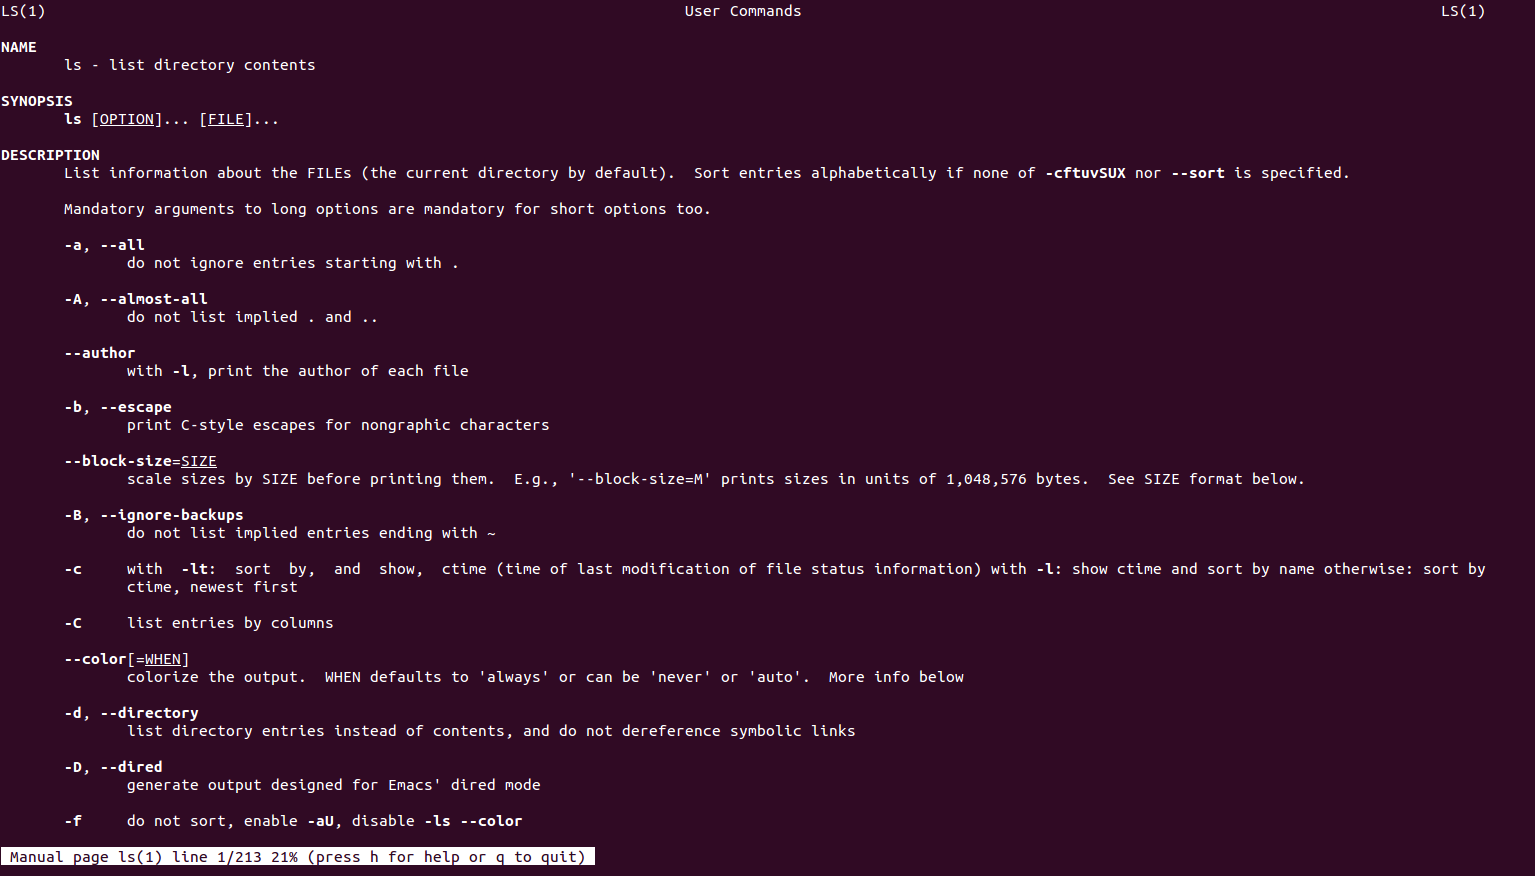 LS(1) User Commands LS(1)
NAME
ls - list directory contents
SYNOPSIS
ls [OPTION]... [FILE]...
DESCRIPTION
List information about the FILEs (the current directory by default).  Sort entries alphabetically if none of -cftuvSUX nor --sort is specified.
Mandatory arguments to long options are mandatory for short options too.
-a, --all
do not ignore entries starting with .
-A, --almost-all
do not list implied . and ..
--author
with -l, print the author of each file
-b, --escape
print C-style escapes for nongraphic characters
--block-size=SIZE
scale sizes by SIZE before printing them.  E.g., '--block-size=M' prints sizes in units of 1,048,576 bytes.  See SIZE format below.
-B, --ignore-backups
do not list implied entries ending with ~
-c with  -lt:  sort  by,  and  show,  ctime (time of last modification of file status information) with -l: show ctime and sort by name otherwise: sort by
ctime, newest first
-C list entries by columns
--color[=WHEN]
colorize the output.  WHEN defaults to 'always' or can be 'never' or 'auto'.  More info below
-d, --directory
list directory entries instead of contents, and do not dereference symbolic links
-D, --dired
generate output designed for Emacs' dired mode
-f do not sort, enable -aU, disable -ls --color
Manual page ls(1) line 1/213 21% (press h for help or q to quit)